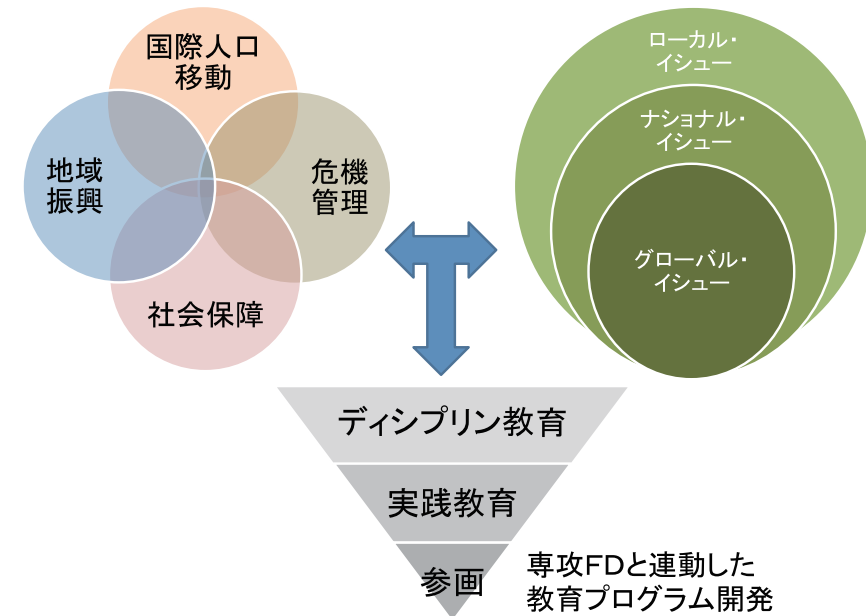 国際人口
移動
地域
振興
危機
管理
社会保障
ローカル・
イシュー
ナショナル・
イシュー
グローバル・
イシュー
ディシプリン教育
実践教育
参画
専攻FDと連動した
教育プログラム開発